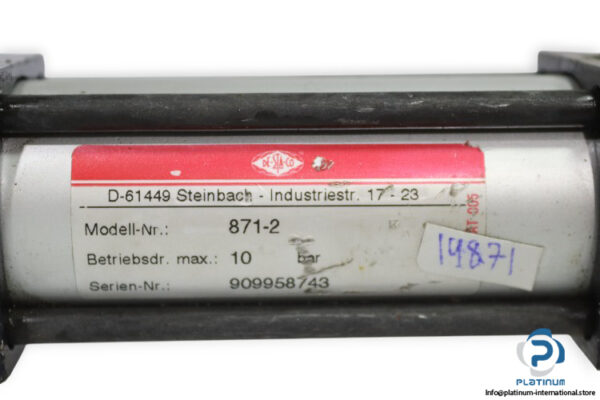 DE-STA-CO
D-61449 Steinbach - Industriestr. 17 - 23
Modell-Nr.: 871-2
Betriebsdr. max.: 10 bar
Serien-Nr.: 909958743
14871
PLATINUM
info@platinum-international.store